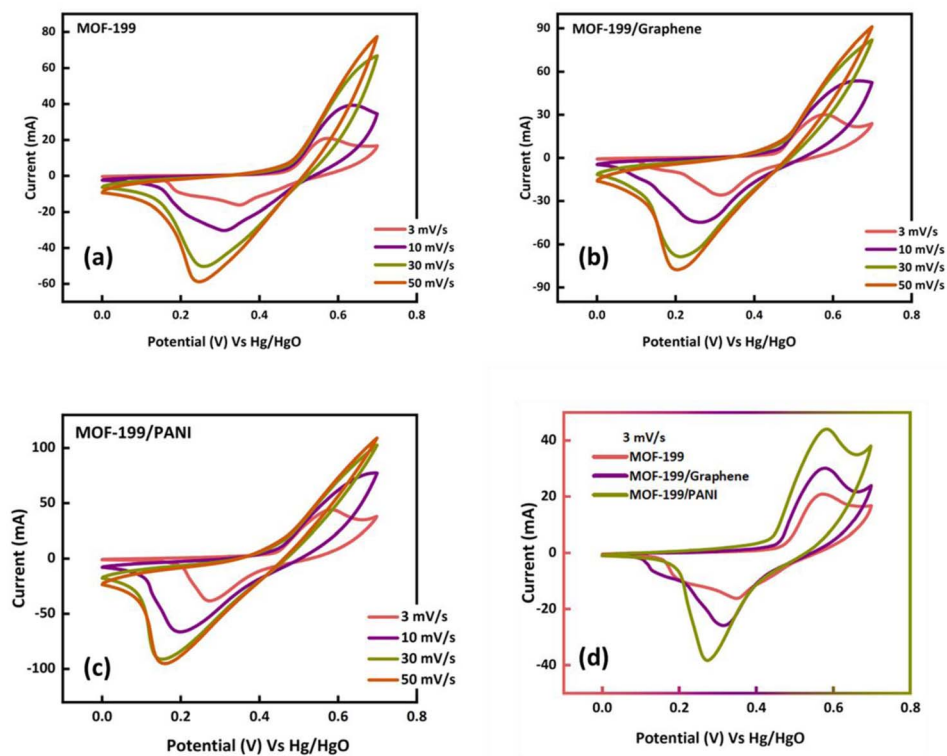 MOF-199
80
60
40
20
0
-20
-40
-60
Current (mA)
(a)
3 mV/s
10 mV/s
30 mV/s
50 mV/s
0.0 0.2 0.4 0.6 0.8
Potential (V) Vs Hg/HgO
MOF-199/Graphene
90
60
30
0
-30
-60
-90
Current (mA)
(b)
3 mV/s
10 mV/s
30 mV/s
50 mV/s
0.0 0.2 0.4 0.6 0.8
Potential (V) Vs Hg/HgO
MOF-199/PANI
100
50
0
-50
-100
Current (mA)
(c)
3 mV/s
10 mV/s
30 mV/s
50 mV/s
0.0 0.2 0.4 0.6 0.8
Potential (V) Vs Hg/HgO
3 mV/s
MOF-199
MOF-199/Graphene
MOF-199/PANI
40
20
0
-20
-40
Current (mA)
(d)
0.0 0.2 0.4 0.6 0.8
Potential (V) Vs Hg/HgO